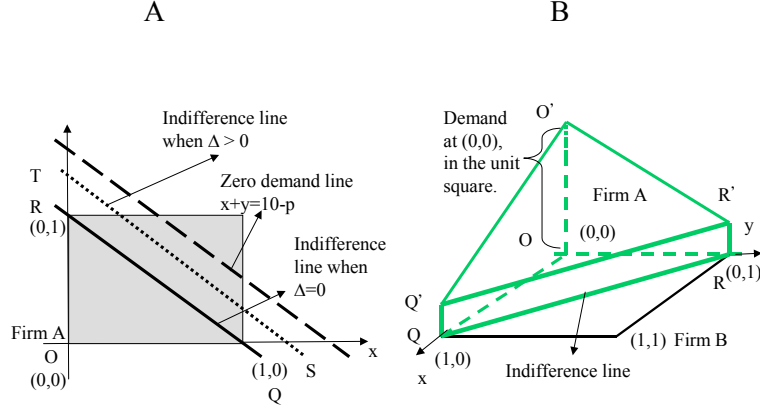 A
Indifference line
when Δ > 0
T
Zero demand line
x+y=10-p
R
(0,1)
Indifference
line when
Δ=0
Firm A
x
O
(0,0)
(1,0)
S
Q
B
O’
Demand
at (0,0),
in the unit
square.
Firm A
R’
O
(0,0)
y
R
(0,1)
Q’
Q
(1,0)
(1,1)
Firm B
x
Indifference line